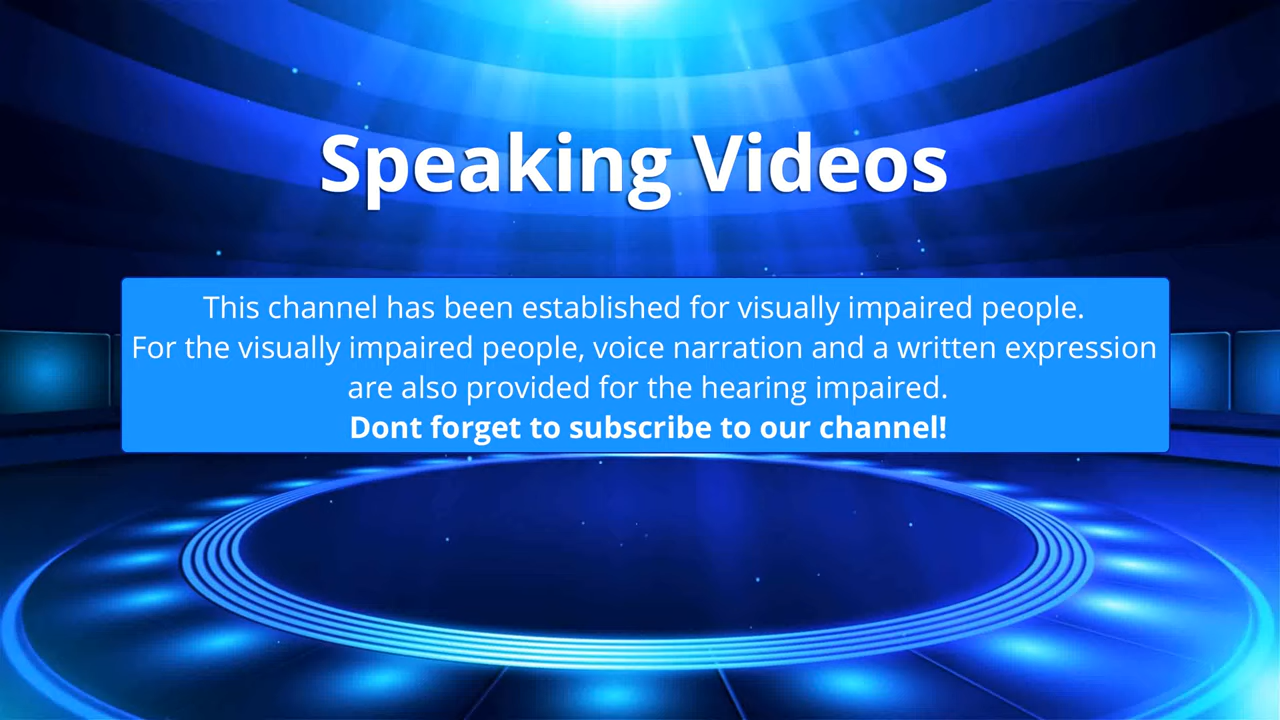 Speaking Videos
This channel has been established for visually impaired people.
For the visually impaired people, voice narration and a written expression
are also provided for the hearing impaired.
Dont forget to subscribe to our channel!